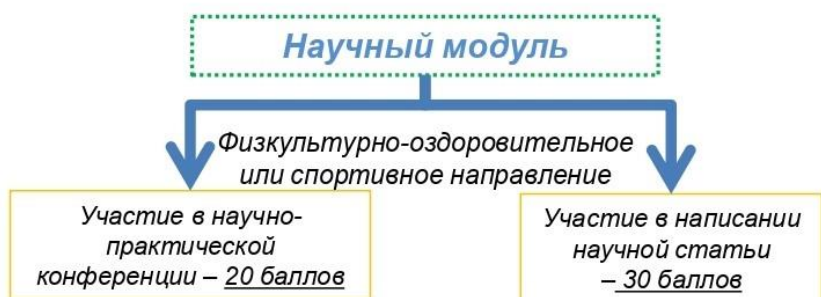 Научный модуль
Физкультурно-оздоровительное
или спортивное направление
Участие в научно-
практической
конференции – 20 баллов
Участие в написании
научной статьи
– 30 баллов